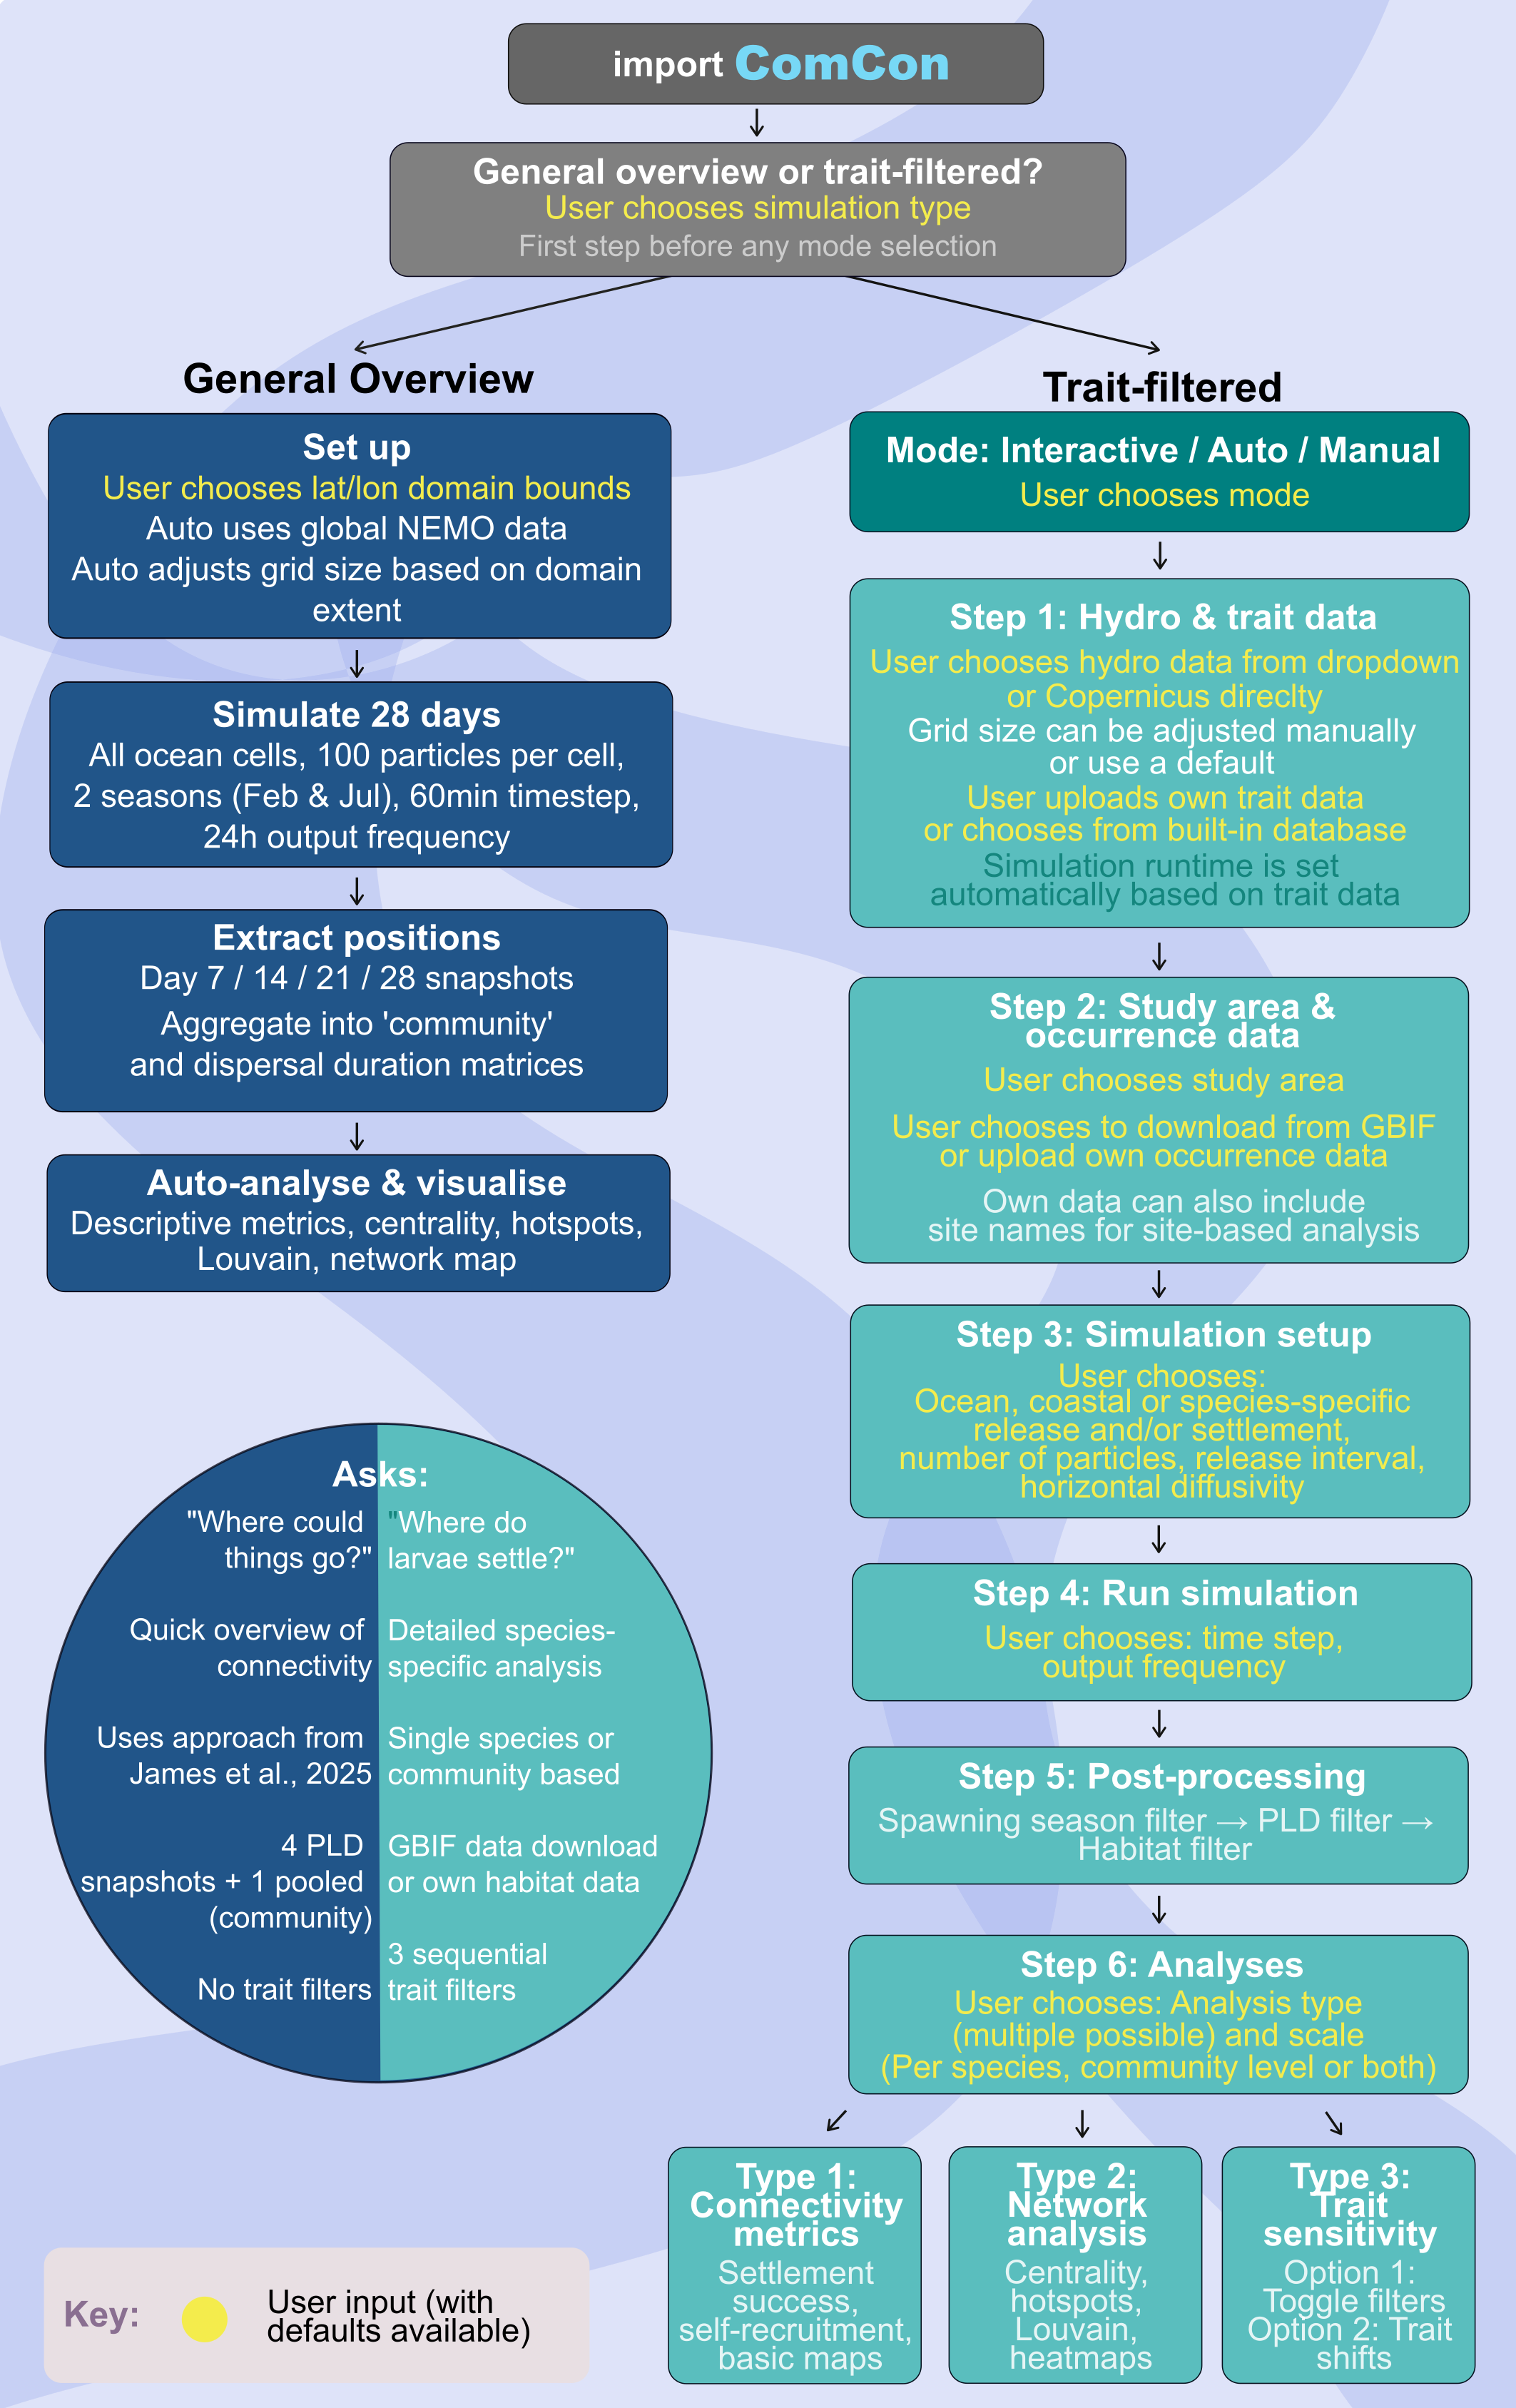 import ComCon
General overview or trait-filtered?
User chooses simulation type
First step before any mode selection
General Overview
Set up
User chooses lat/lon domain bounds
Auto uses global NEMO data
Auto adjusts grid size based on domain
extent
Simulate 28 days
All ocean cells, 100 particles per cell,
2 seasons (Feb & Jul), 60min timestep,
24h output frequency
Extract positions
Day 7 / 14 / 21 / 28 snapshots
Aggregate into 'community'
and dispersal duration matrices
Auto-analyse & visualise
Descriptive metrics, centrality, hotspots,
Louvain, network map
Trait-filtered
Mode: Interactive / Auto / Manual
User chooses mode
Step 1: Hydro & trait data
User chooses hydro data from dropdown
or Copernicus direclty
Grid size can be adjusted manually
or use a default
User uploads own trait data
or chooses from built-in database
Simulation runtime is set
automatically based on trait data
Step 2: Study area &
occurrence data
User chooses study area
User chooses to download from GBIF
or upload own occurrence data
Own data can also include
site names for site-based analysis
Step 3: Simulation setup
User chooses:
Ocean, coastal or species-specific
release and/or settlement,
number of particles, release interval,
horizontal diffusivity
Step 4: Run simulation
User chooses: time step,
output frequency
Step 5: Post-processing
Spawning season filter → PLD filter →
Habitat filter
Step 6: Analyses
User chooses: Analysis type
(multiple possible) and scale
(Per species, community level or both)
Type 1:
Connectivity
metrics
Settlement
success,
self-recruitment,
basic maps
Type 2:
Network
analysis
Centrality,
hotspots,
Louvain,
heatmaps
Type 3:
Trait
sensitivity
Option 1:
Toggle filters
Option 2: Trait
shifts
Asks:
"Where could
things go?"
Quick overview of
connectivity
Uses approach from
James et al., 2025
4 PLD
snapshots + 1 pooled
(community)
No trait filters
"Where do
larvae settle?"
Detailed species-
specific analysis
Single species or
community based
GBIF data download
or own habitat data
3 sequential
trait filters
Key:
User input (with
defaults available)